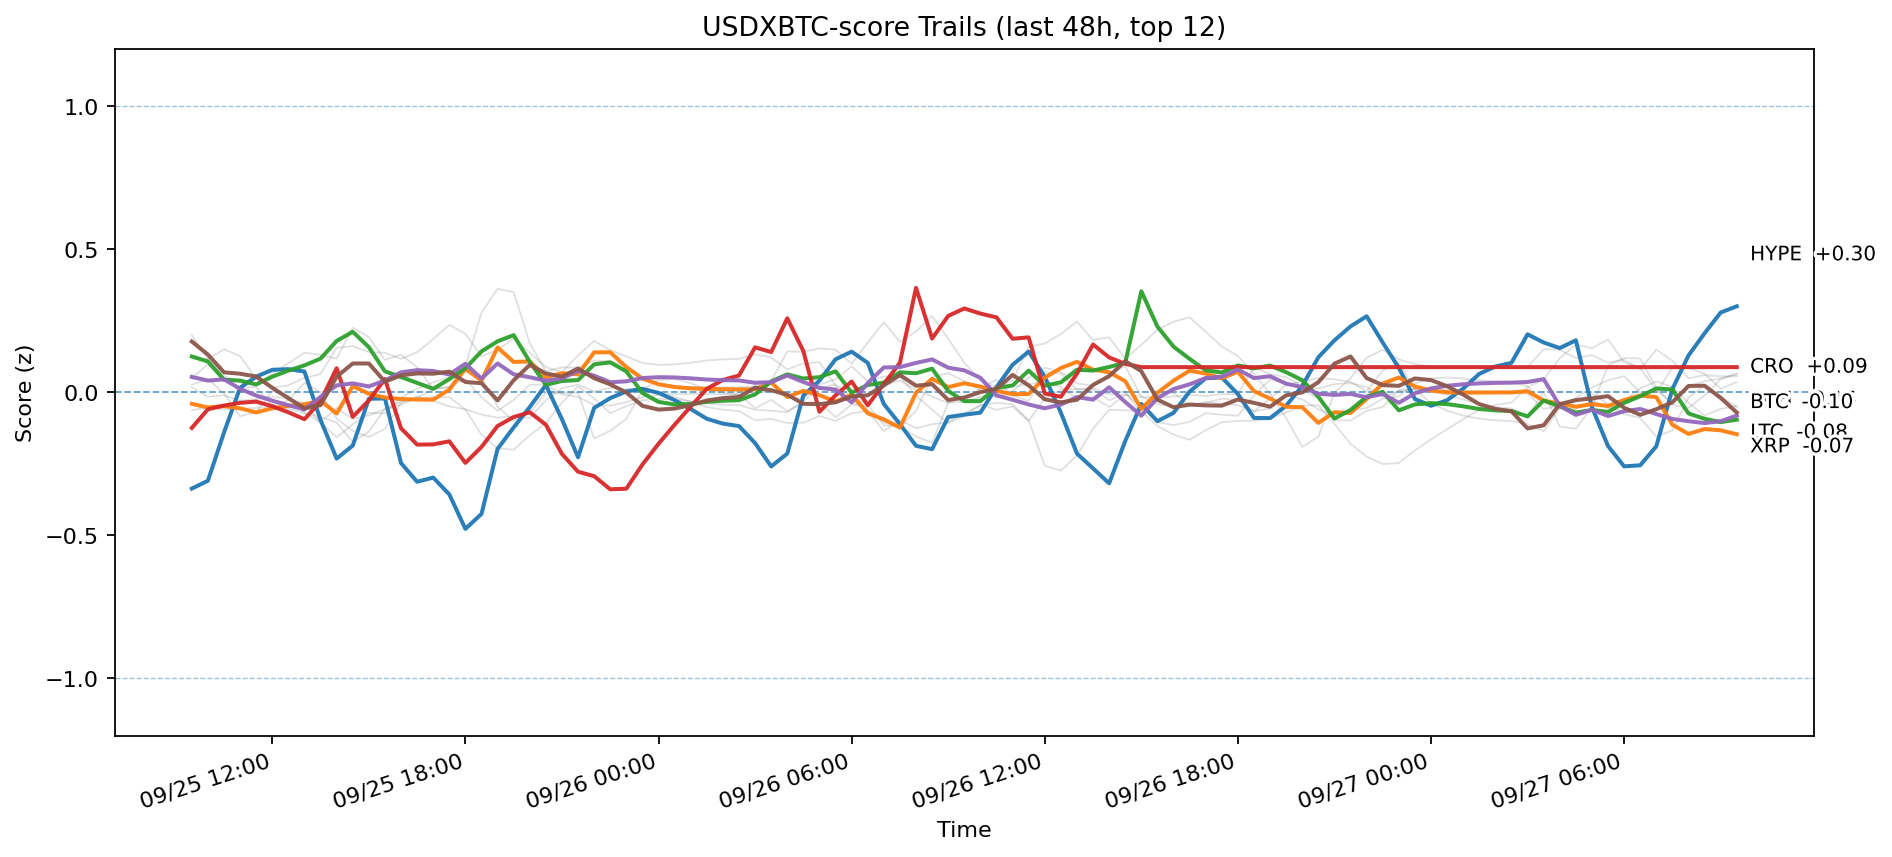 USDXBTC-score Trails (last 48h, top 12)
Score (z)
1.0
0.5
0.0
−0.5
−1.0
HYPE +0.30
CRO +0.09
BTC -0.10
LTC -0.08
XRP -0.07
09/25 12:00
09/25 18:00
09/26 00:00
09/26 06:00
09/26 12:00
09/26 18:00
09/27 00:00
09/27 06:00
Time